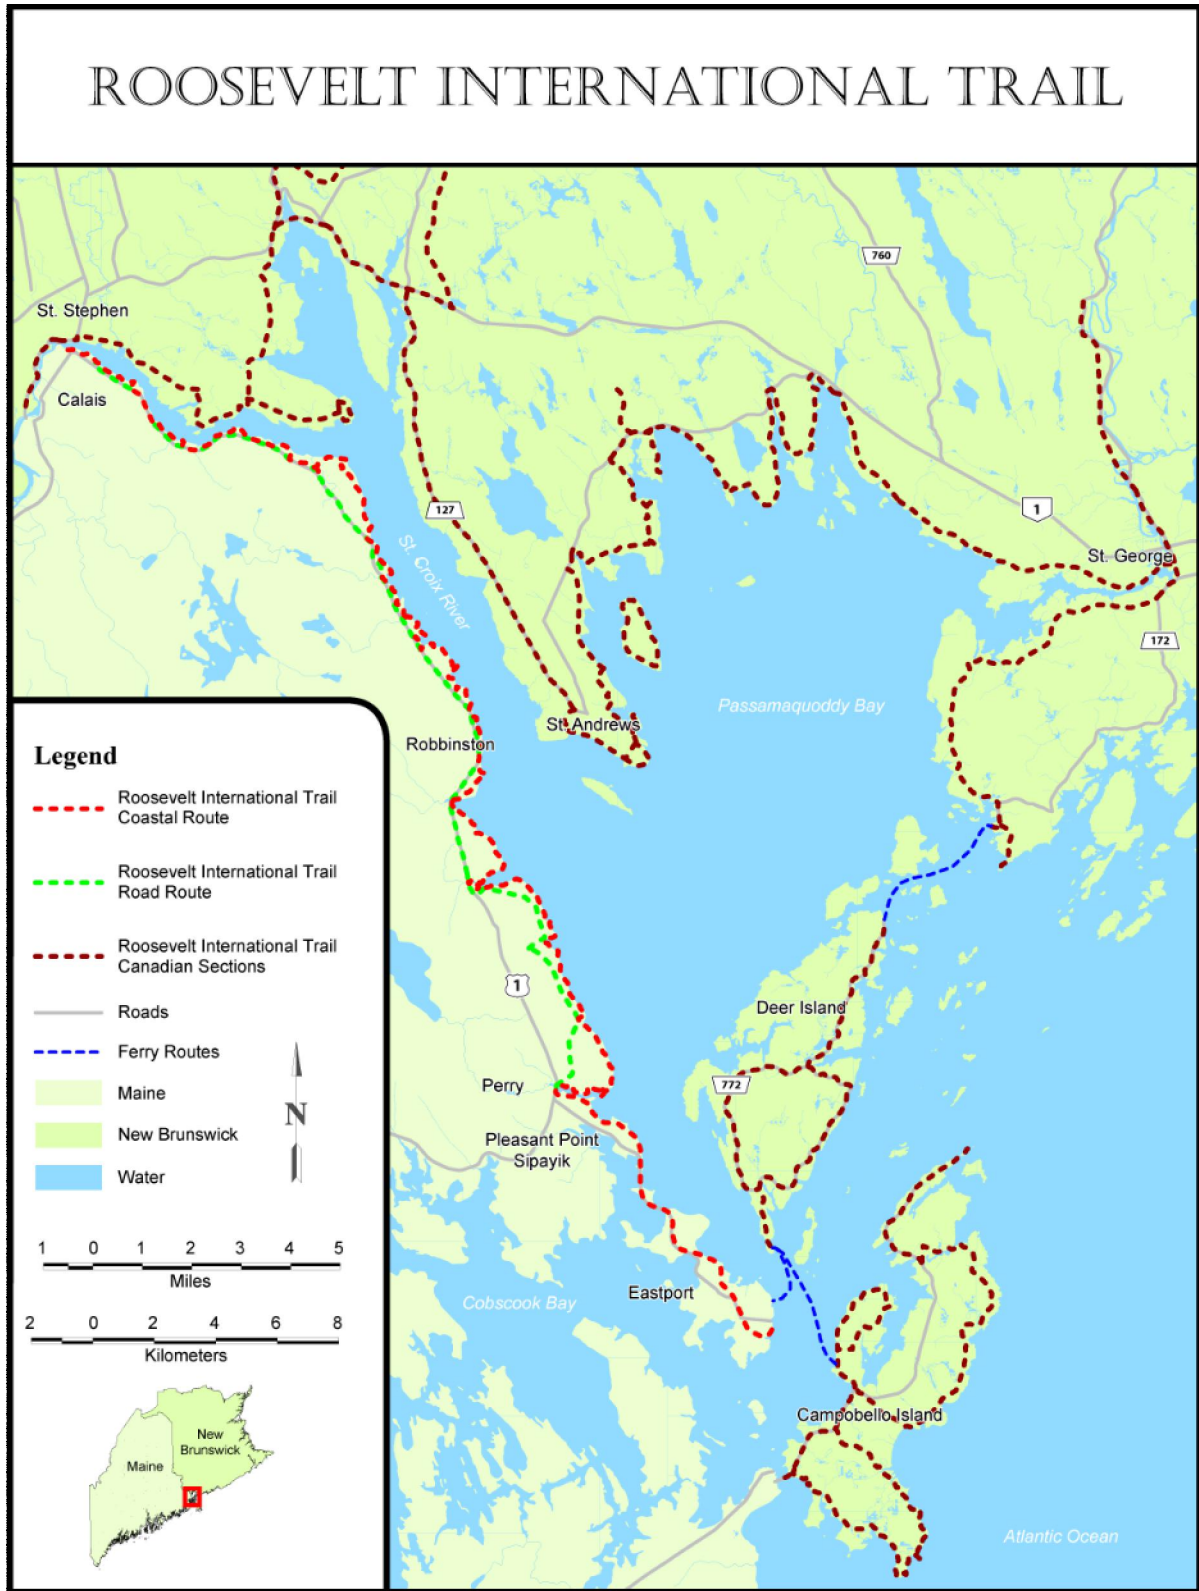 ROOSEVELT INTERNATIONAL TRAIL
760
St. Stephen
Calais
127
1
St. Croix River
St. George
172
Passamaquoddy Bay
St. Andrews
Robbinston
1
Deer Island
772
Perry
Pleasant Point
Sipayik
Eastport
Cobscook Bay
Campobello Island
Atlantic Ocean
Legend
Roosevelt International Trail
Coastal Route
Roosevelt International Trail
Road Route
Roosevelt International Trail
Canadian Sections
Roads
Ferry Routes
Maine
New Brunswick
Water
N
1 0 1 2 3 4 5
Miles
2 0 2 4 6 8
Kilometers
New
Brunswick
Maine